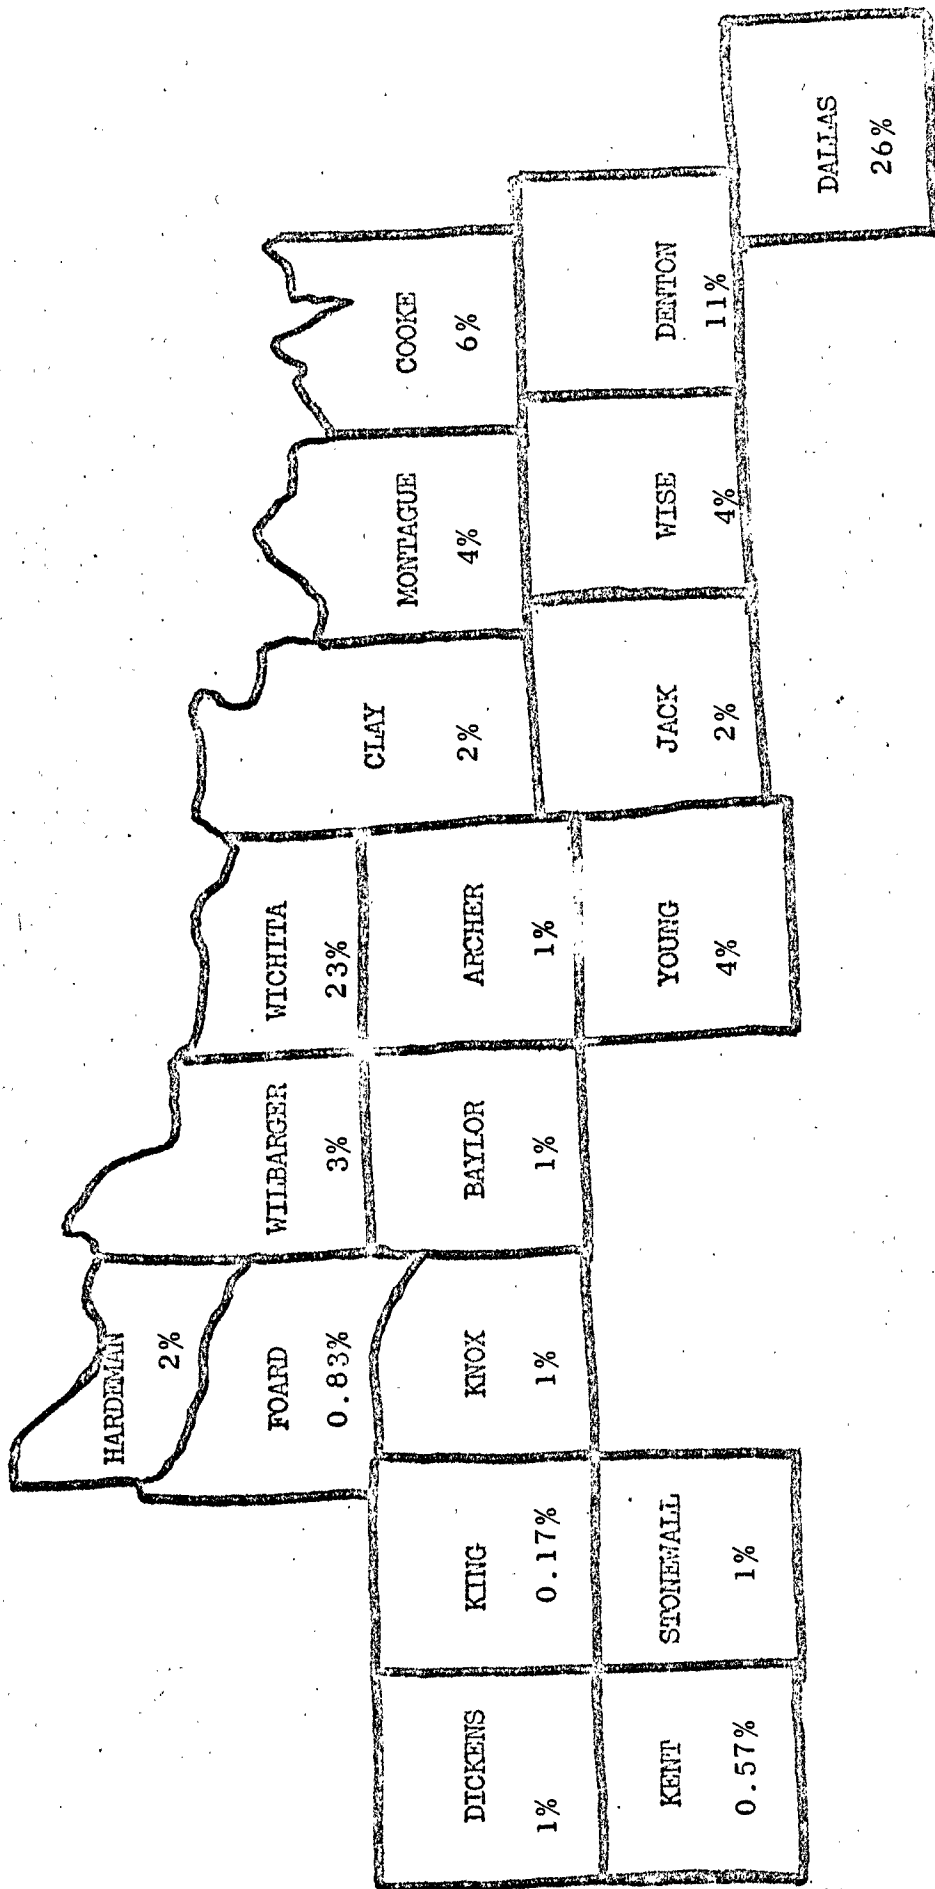 HARDEMAN
2%
WILBARGER
3%
WICHITA
23%
FOARD
0.83%
CLAY
2%
MONTAGUE
4%
COOKE
6%
DICKENS
1%
KING
0.17%
KNOX
1%
BAYLOR
1%
ARCHER
1%
KENT
0.57%
STONEWALL
1%
YOUNG
4%
JACK
2%
WISE
4%
DENTON
11%
DALLAS
26%